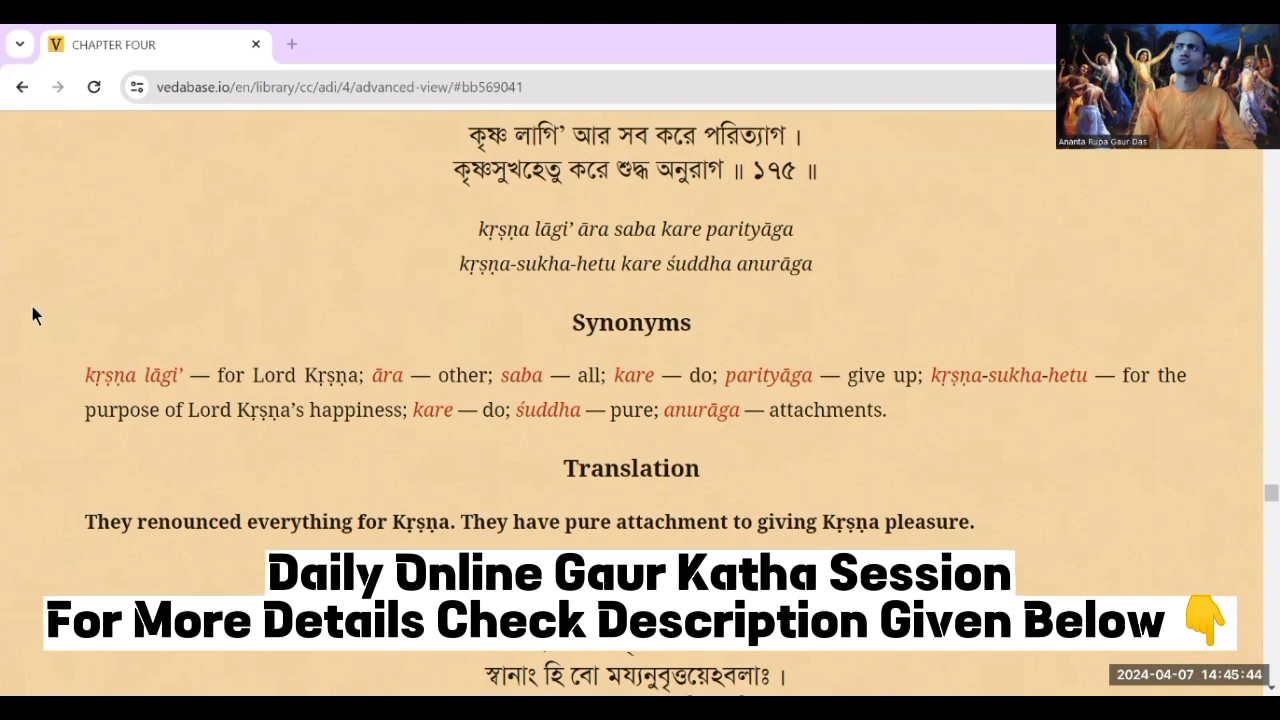 CHAPTER FOUR
vedabase.io/en/library/cc/adi/4/advanced-view/#bb569041
Ananta Rupa Gaur Das
কৃষ্ণ লাগি’ আর সব করে পরিত্যাগ ।
কৃষ্ণসুখহেতু করে শুদ্ধ অনুরাগ ॥ ১৭৫ ॥
kṛṣṇa lāgi’ āra saba kare parityāga
kṛṣṇa-sukha-hetu kare śuddha anurāga
Synonyms
kṛṣṇa lāgi’ — for Lord Kṛṣṇa; āra — other; saba — all; kare — do; parityāga — give up; kṛṣṇa-sukha-hetu — for the
purpose of Lord Kṛṣṇa’s happiness; kare — do; śuddha — pure; anurāga — attachments.
Translation
They renounced everything for Kṛṣṇa. They have pure attachment to giving Kṛṣṇa pleasure.
Daily Online Gaur Katha Session
For More Details Check Description Given Below 👇
স্বানাং হি বো ময্যনুবৃত্তয়েঽবলাঃ ।
2024-04-07 14:45:44